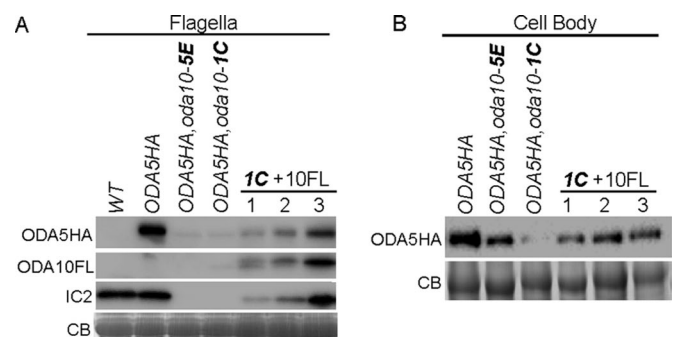 A
Flagella
WT
ODA5HA
ODA5HA,oda10-5E
ODA5HA,oda10-1C
1C +10FL
1 2 3
ODA5HA
ODA10FL
IC2
CB
B
Cell Body
ODA5HA
ODA5HA,oda10-5E
ODA5HA,oda10-1C
1C +10FL
1 2 3
ODA5HA
CB